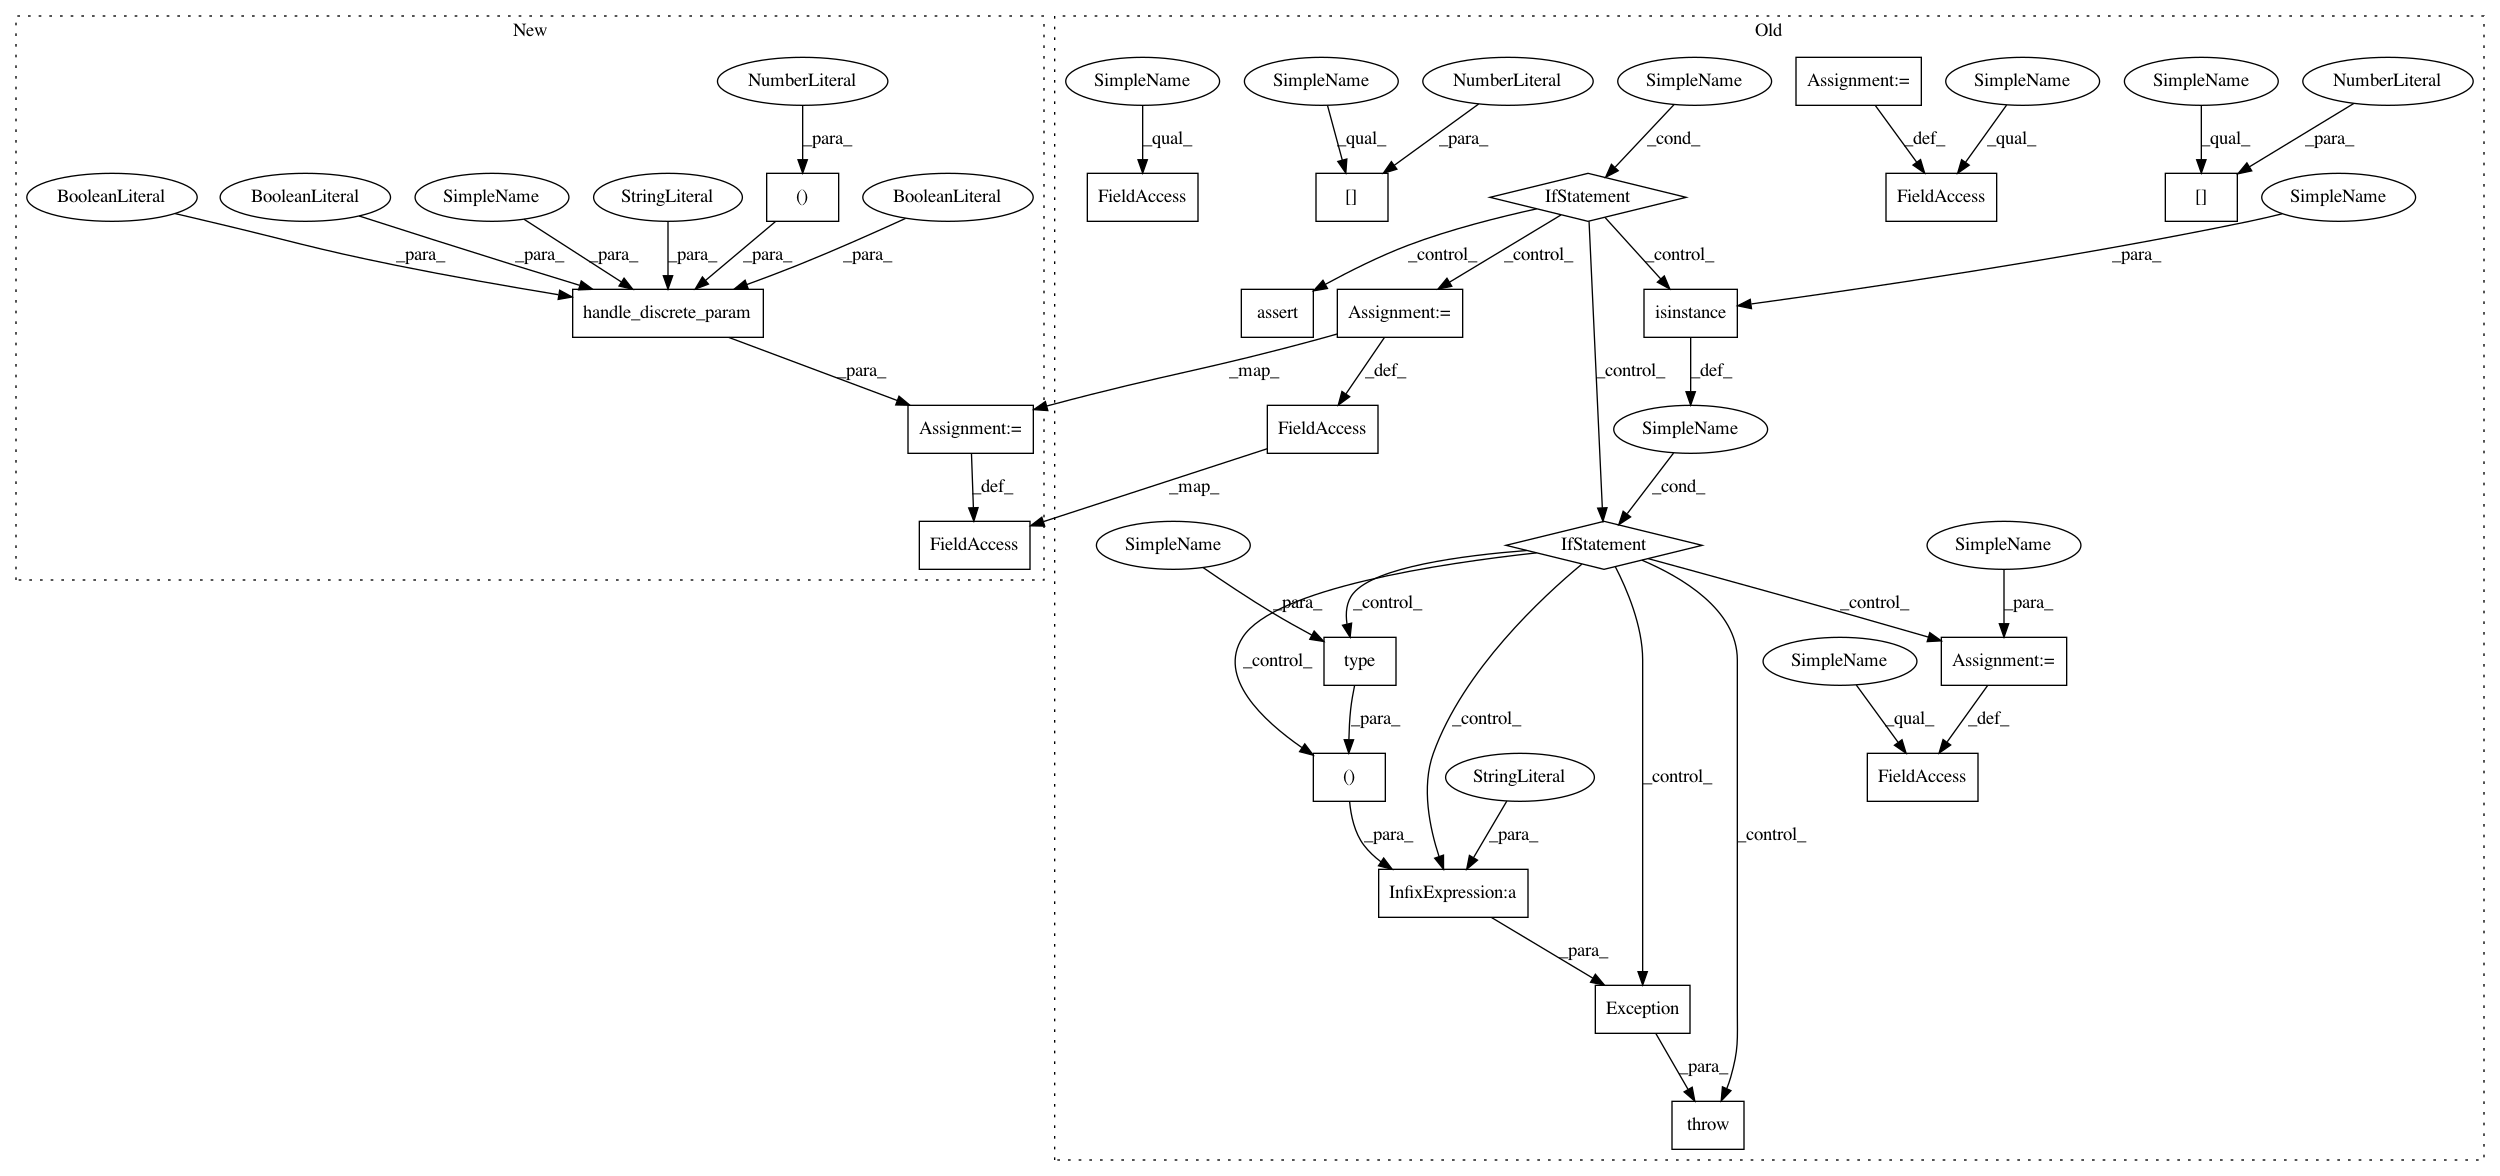 New
Old
NumberLiteral
SimpleName
SimpleName
NumberLiteral
SimpleName
Assignment:=
SimpleName
SimpleName
NumberLiteral
_para_
_qual_
_qual_
_para_
_cond_
_def_
_qual_
_qual_
_para_
BooleanLiteral
BooleanLiteral
SimpleName
StringLiteral
()
BooleanLiteral
FieldAccess
[]
IfStatement
FieldAccess
[]
SimpleName
_para_
_para_
_para_
_para_
_para_
_para_
_control_
_control_
_control_
_para_
handle_discrete_param
assert
Assignment:=
isinstance
_para_
_map_
_def_
_control_
_def_
Assignment:=
FieldAccess
SimpleName
_def_
_map_
_cond_
FieldAccess
SimpleName
IfStatement
SimpleName
_para_
_control_
_control_
_para_
type
SimpleName
Assignment:=
_control_
_para_
_control_
_qual_
_def_
()
StringLiteral
FieldAccess
_control_
_para_
_para_
_control_
InfixExpression:a
_para_
Exception
_para_
throw